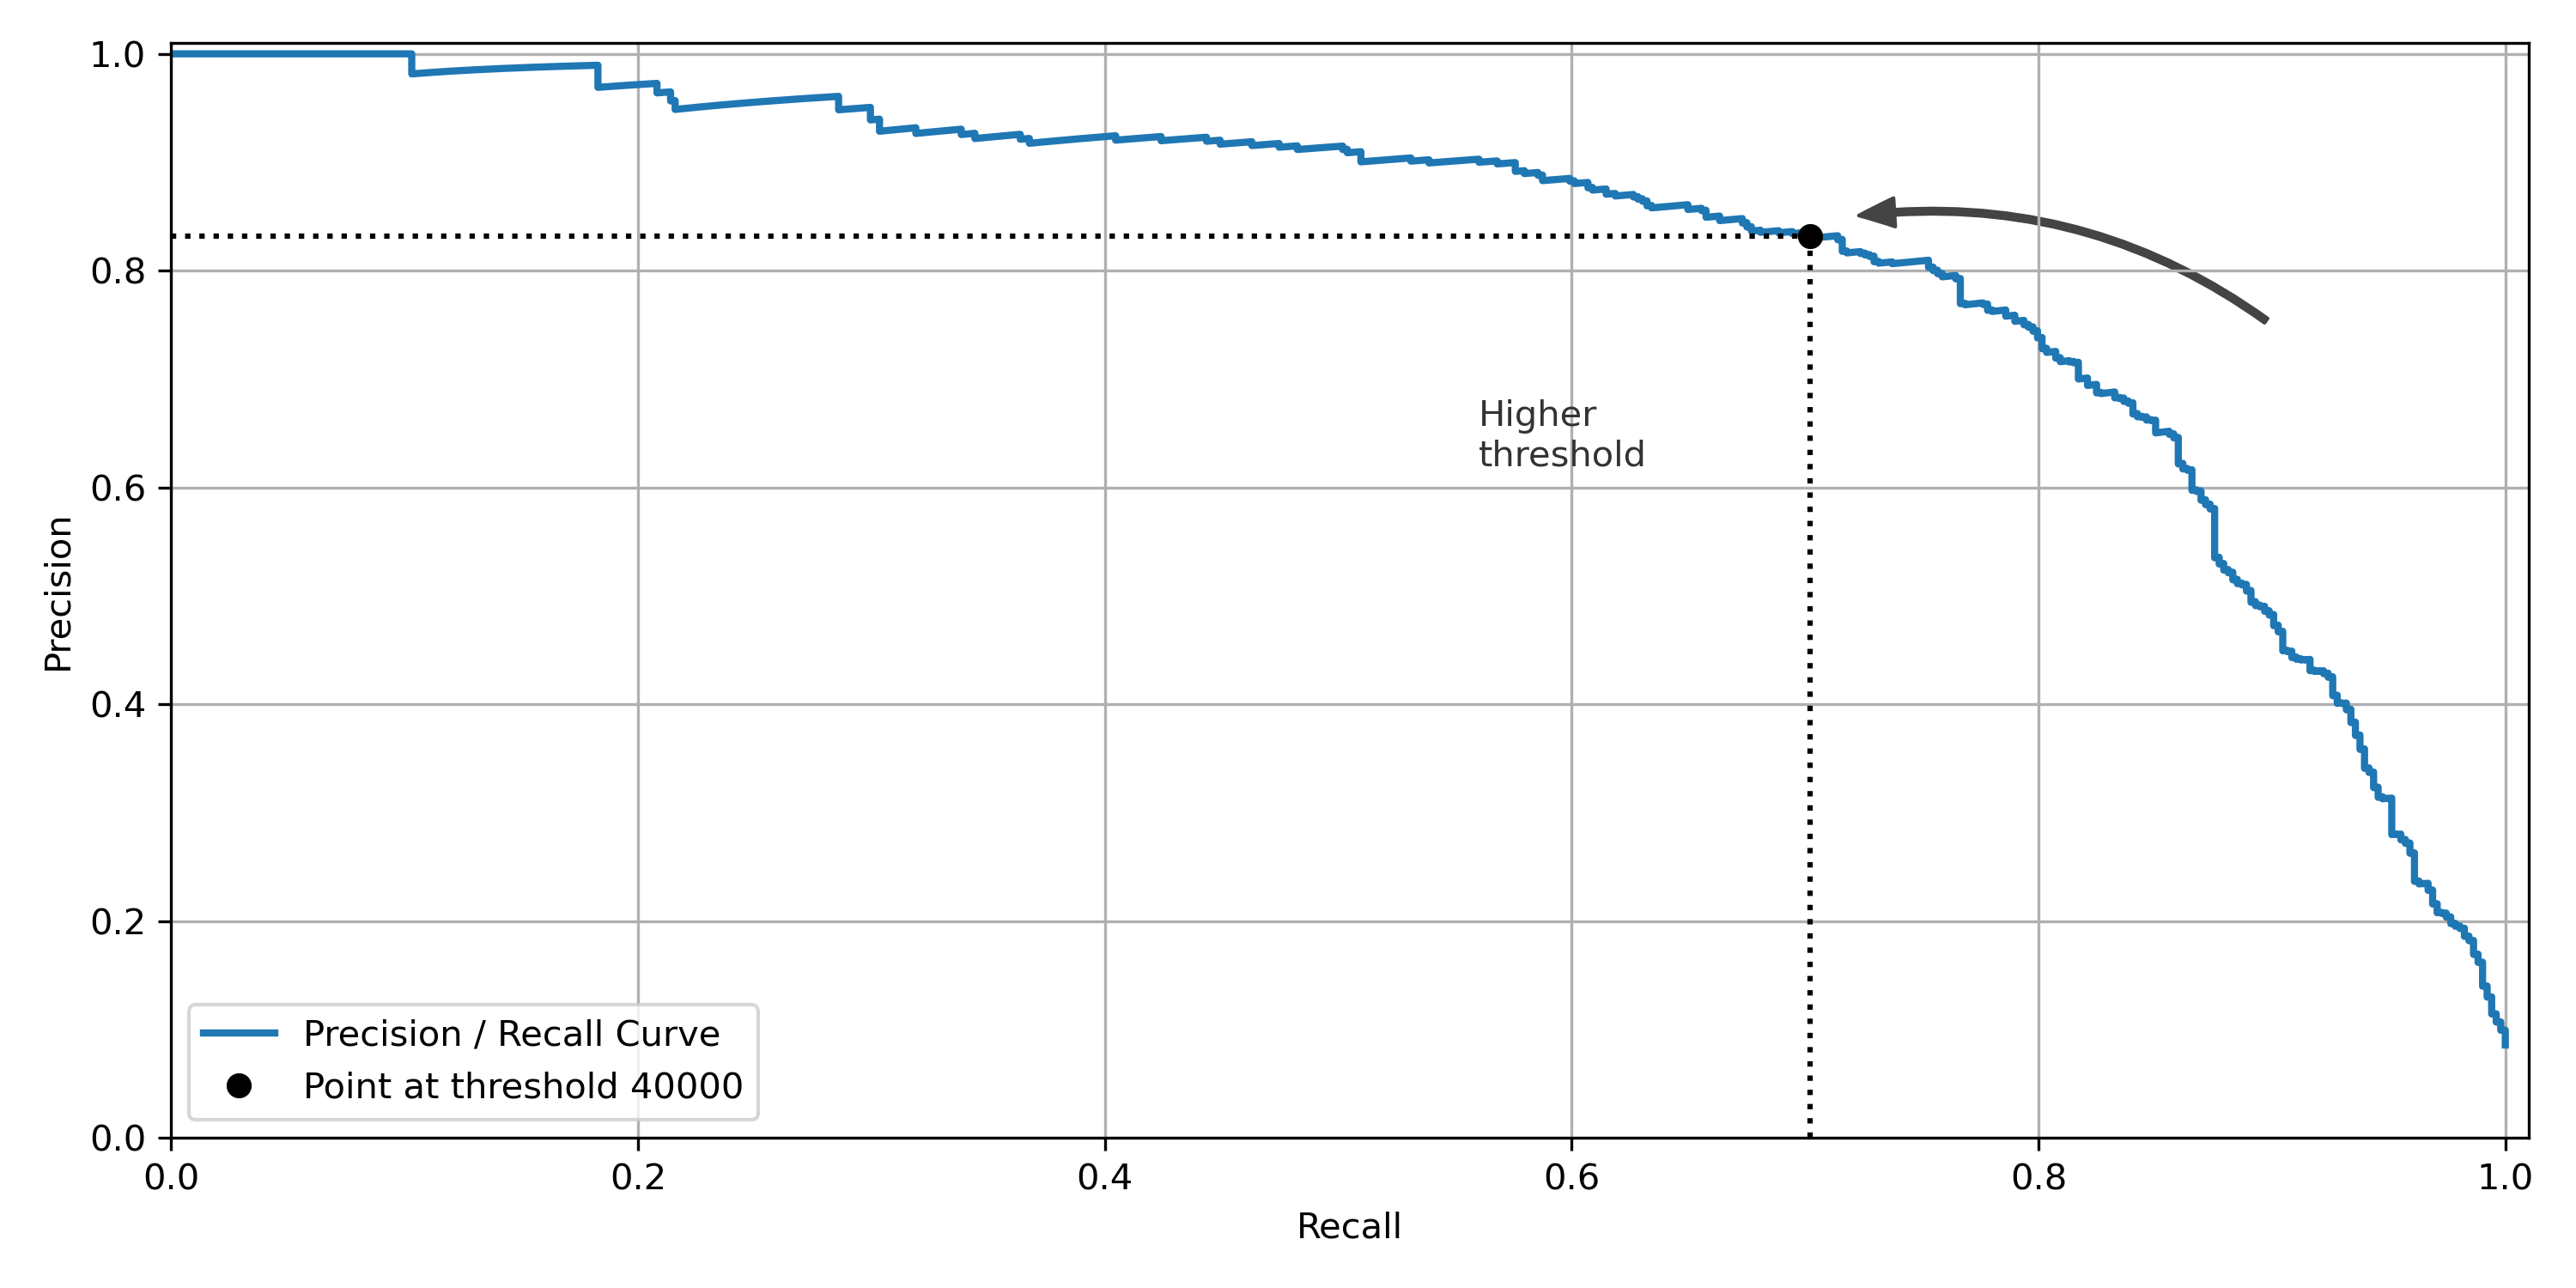 1.0
0.8
0.6
0.4
0.2
0.0
Precision
Higher
threshold
Precision / Recall Curve
Point at threshold 40000
0.0 0.2 0.4 0.6 0.8 1.0
Recall